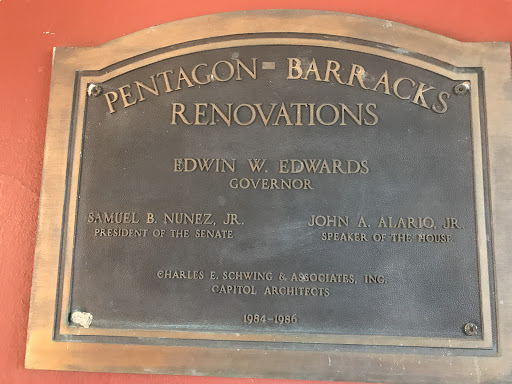 PENTAGON BARRACKS
RENOVATIONS
EDWIN W. EDWARDS
GOVERNOR
SAMUEL B. NUNEZ, JR.
PRESIDENT OF THE SENATE
JOHN A. ALARIO, JR.
SPEAKER OF THE HOUSE
CHARLES E. SCHWING & ASSOCIATES, INC.
CAPITOL ARCHITECTS
1984-1986